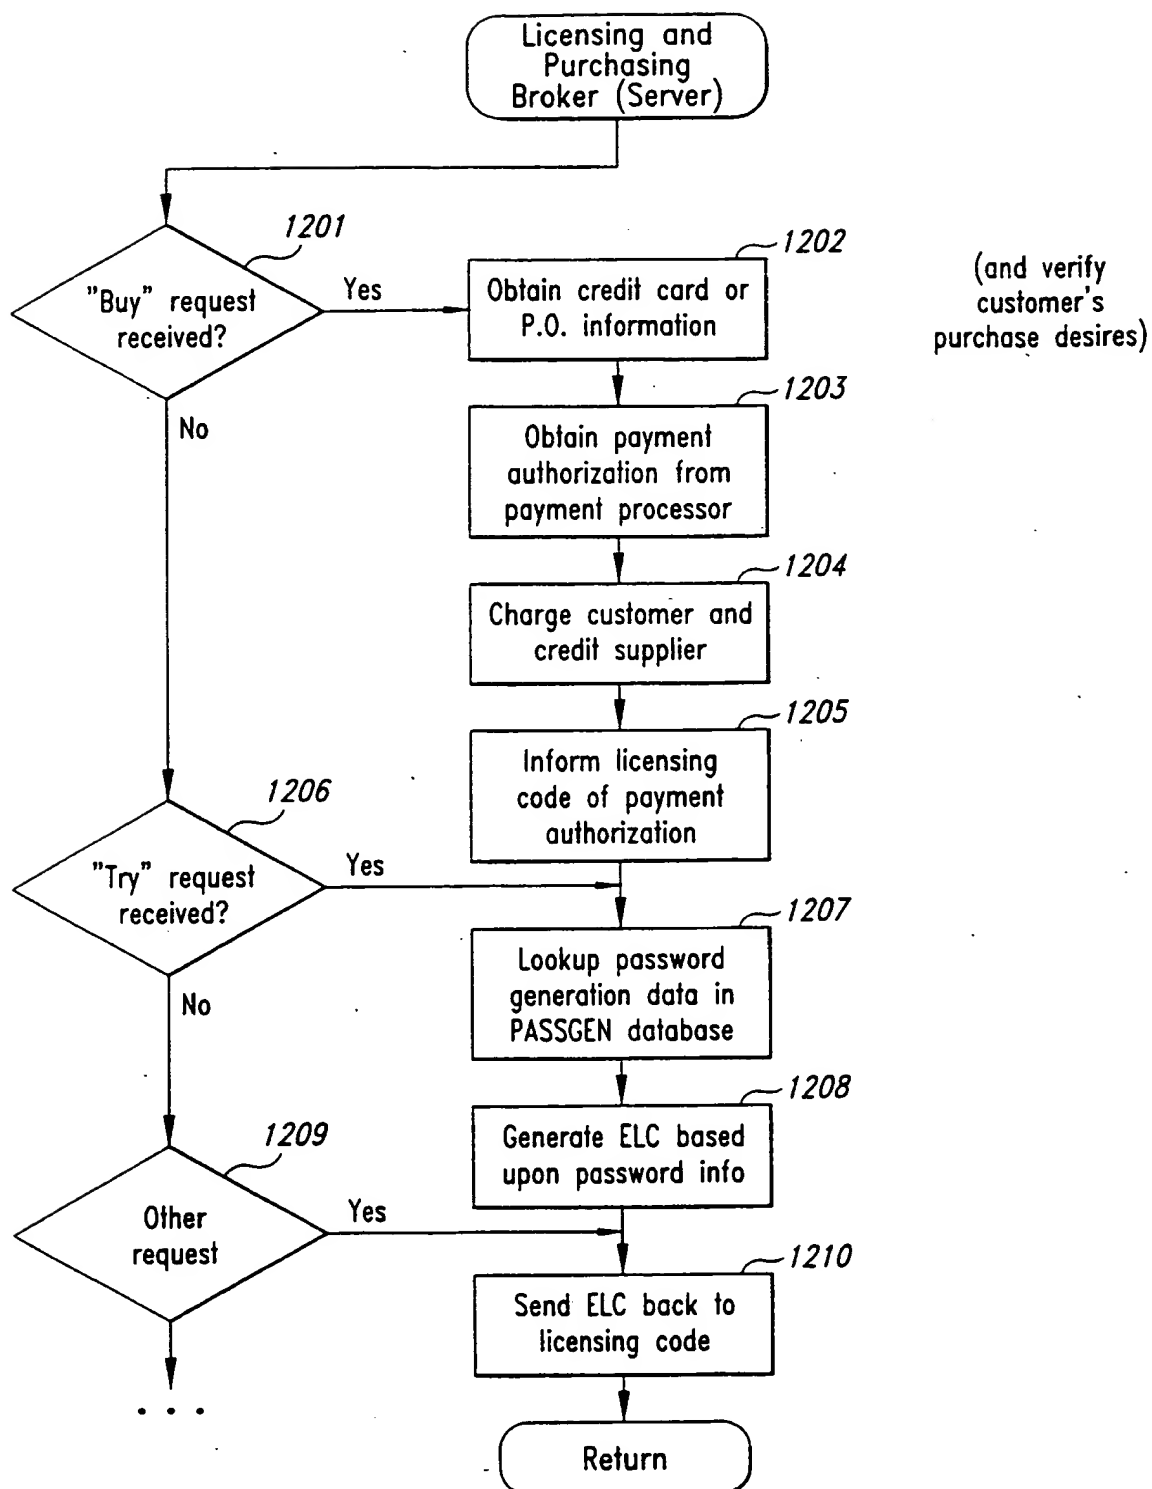 Licensing and
Purchasing
Broker (Server)
1201
"Buy" request
received?
Yes
No
1202
Obtain credit card or
P.O. information
(and verify
customer's
purchase desires)
1203
Obtain payment
authorization from
payment processor
1204
Charge customer and
credit supplier
1205
Inform licensing
code of payment
authorization
1206
"Try" request
received?
Yes
No
1207
Lookup password
generation data in
PASSGEN database
1208
Generate ELC based
upon password info
1209
Other
request
Yes
1210
Send ELC back to
licensing code
. . .
Return